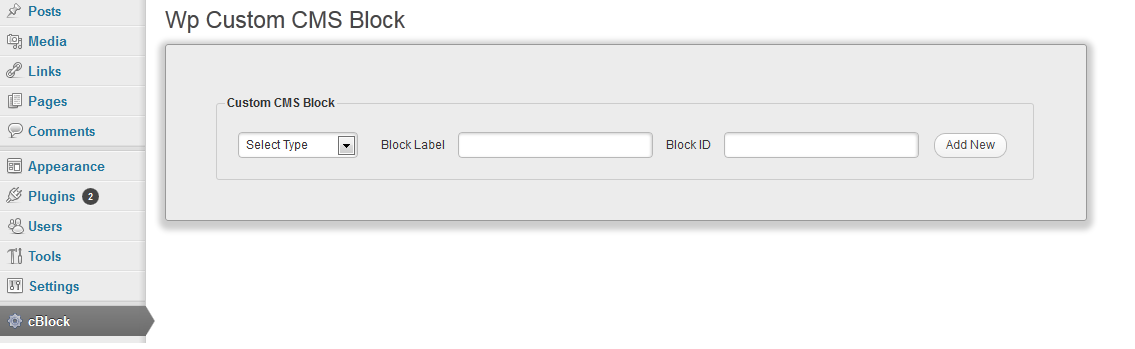 Posts
Media
Links
Pages
Comments
Appearance
Plugins 2
Users
Tools
Settings
cBlock
Wp Custom CMS Block
Custom CMS Block
Select Type Block Label Block ID Add New